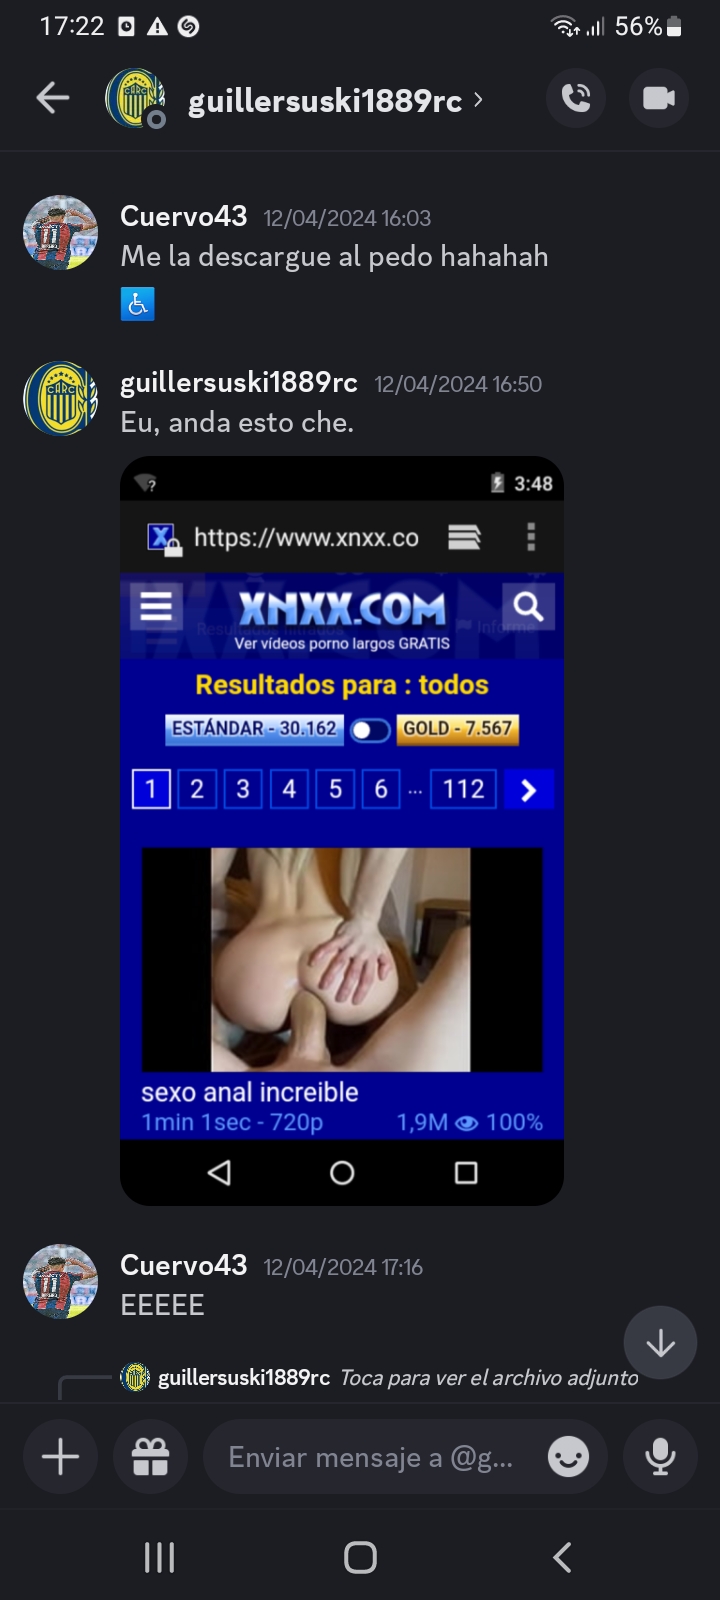 17:22
56%
guillersuski1889rc
Cuervo43 12/04/2024 16:03
Me la descargue al pedo hahahah
guillersuski1889rc 12/04/2024 16:50
Eu, anda esto che.
3:48
https://www.xnxx.co
XNXX.COM
Ver vídeos porno largos GRATIS
Resultados para : todos
ESTÁNDAR - 30.162 GOLD - 7.567
1 2 3 4 5 6 ... 112
sexo anal increible
1min 1sec - 720p 1,9M 100%
Cuervo43 12/04/2024 17:16
EEEEE
guillersuski1889rc Toca para ver el archivo adjunto
Enviar mensaje a @g...